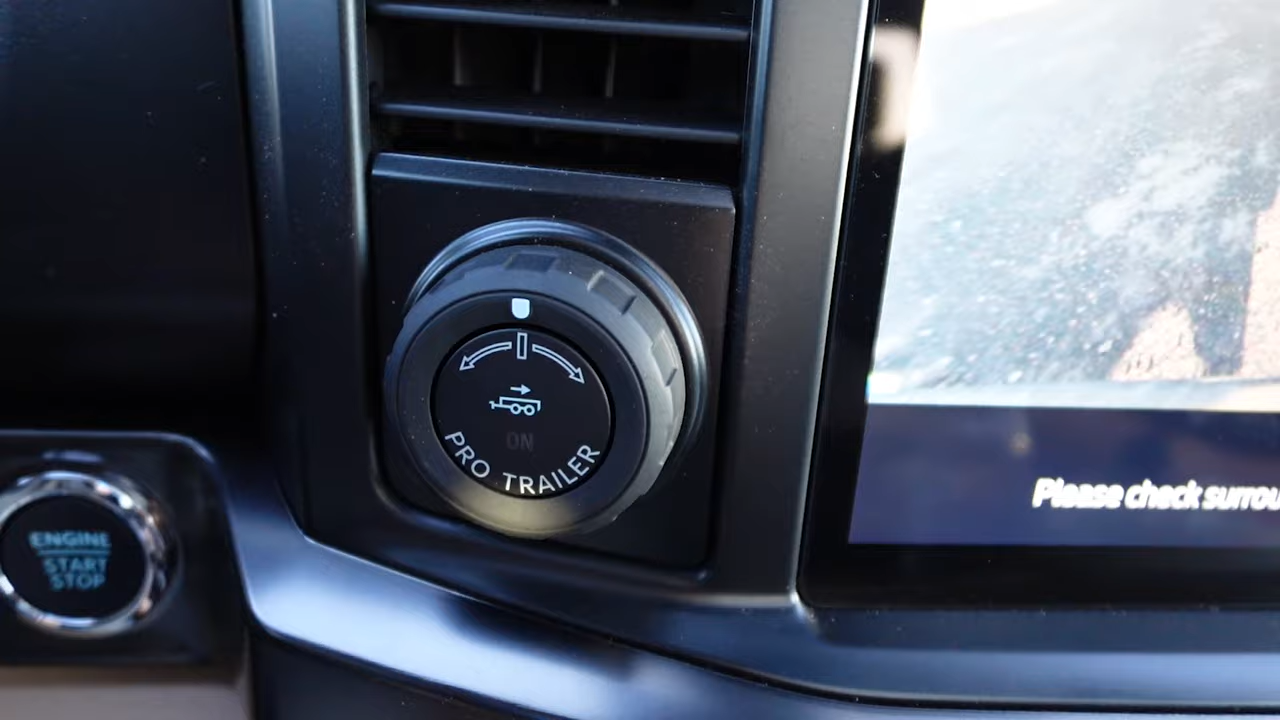 ON
PRO TRAILER
ENGINE
START
STOP
Please check surrou